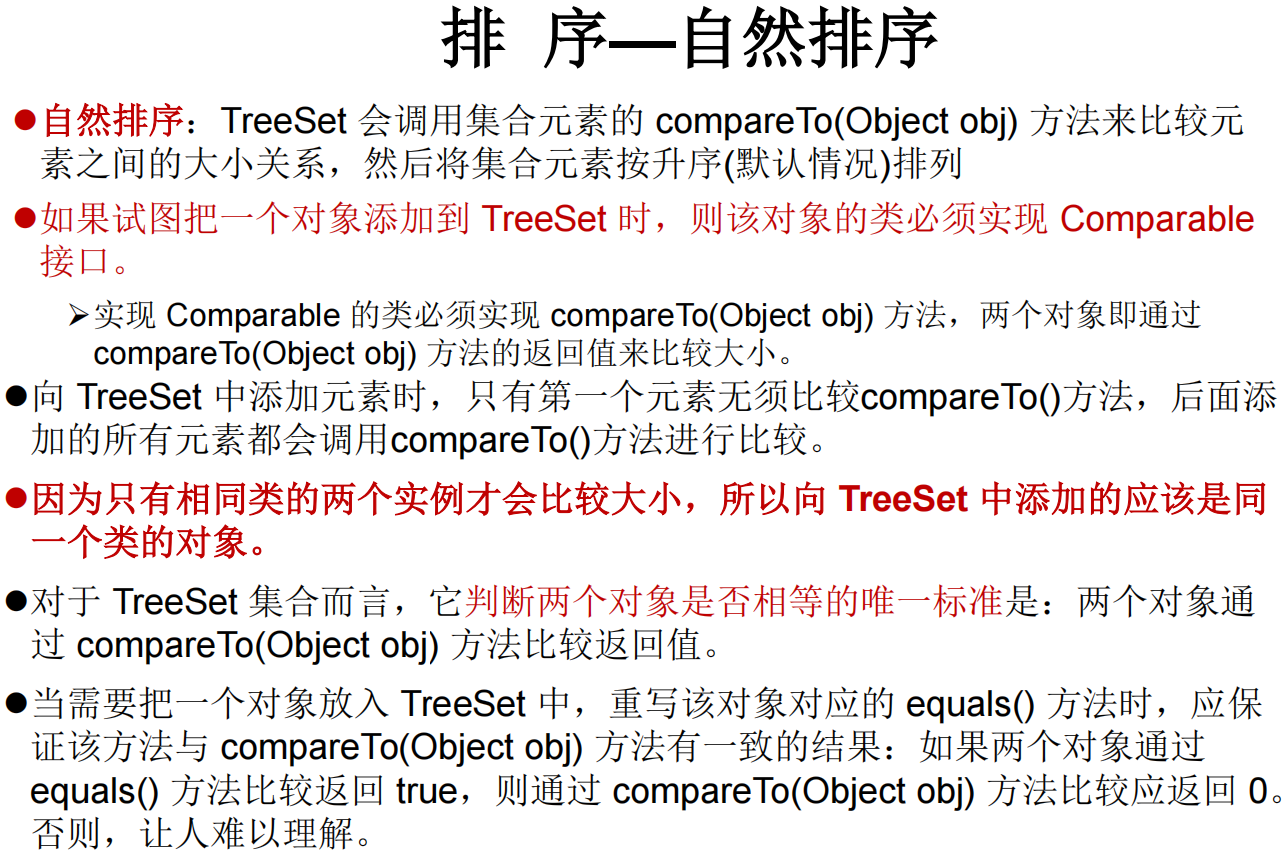 排 序—自然排序
●自然排序：TreeSet 会调用集合元素的 compareTo(Object obj) 方法来比较元
素之间的大小关系，然后将集合元素按升序(默认情况)排列
●如果试图把一个对象添加到 TreeSet 时，则该对象的类必须实现 Comparable
接口。
➢实现 Comparable 的类必须实现 compareTo(Object obj) 方法，两个对象即通过
compareTo(Object obj) 方法的返回值来比较大小。
●向 TreeSet 中添加元素时，只有第一个元素无须比较compareTo()方法，后面添
加的所有元素都会调用compareTo()方法进行比较。
●因为只有相同类的两个实例才会比较大小，所以向 TreeSet 中添加的应该是同
一个类的对象。
●对于 TreeSet 集合而言，它判断两个对象是否相等的唯一标准是：两个对象通
过 compareTo(Object obj) 方法比较返回值。
●当需要把一个对象放入 TreeSet 中，重写该对象对应的 equals() 方法时，应保
证该方法与 compareTo(Object obj) 方法有一致的结果：如果两个对象通过
equals() 方法比较返回 true，则通过 compareTo(Object obj) 方法比较应返回 0。
否则，让人难以理解。